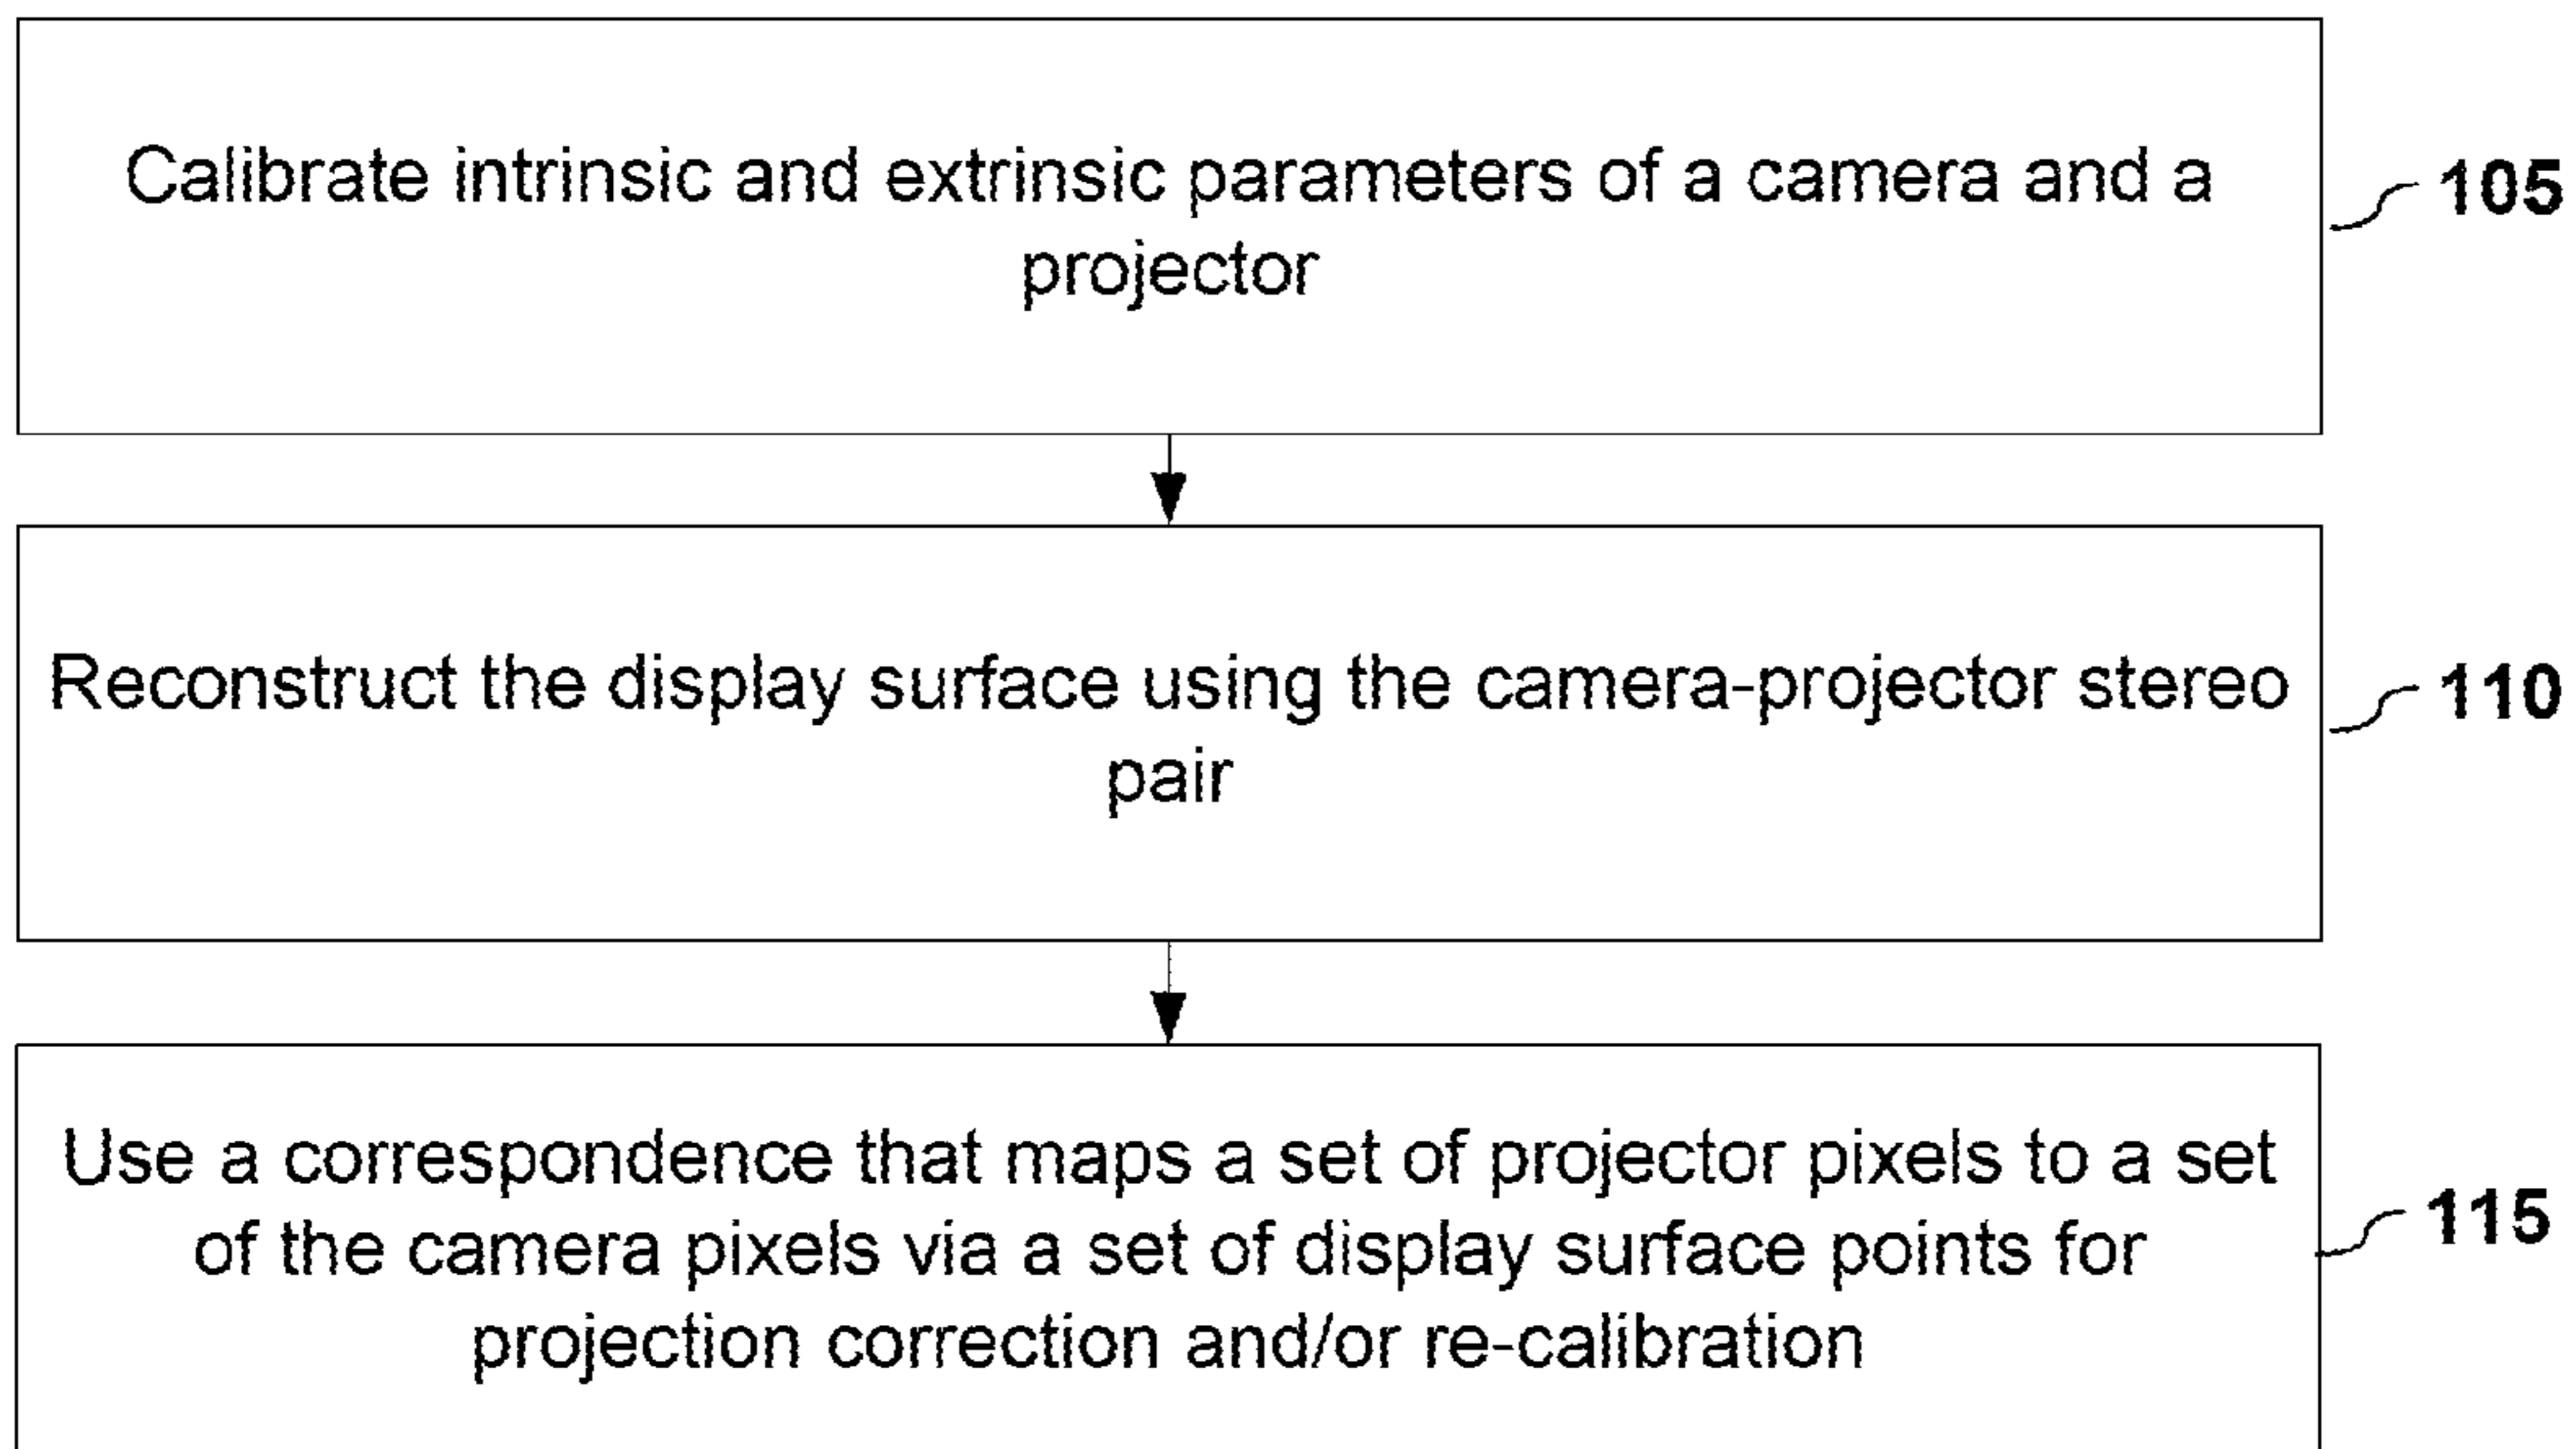 Calibrate intrinsic and extrinsic parameters of a camera and a
projector
105
Reconstruct the display surface using the camera-projector stereo
pair
110
Use a correspondence that maps a set of projector pixels to a set
of the camera pixels via a set of display surface points for
projection correction and/or re-calibration
115